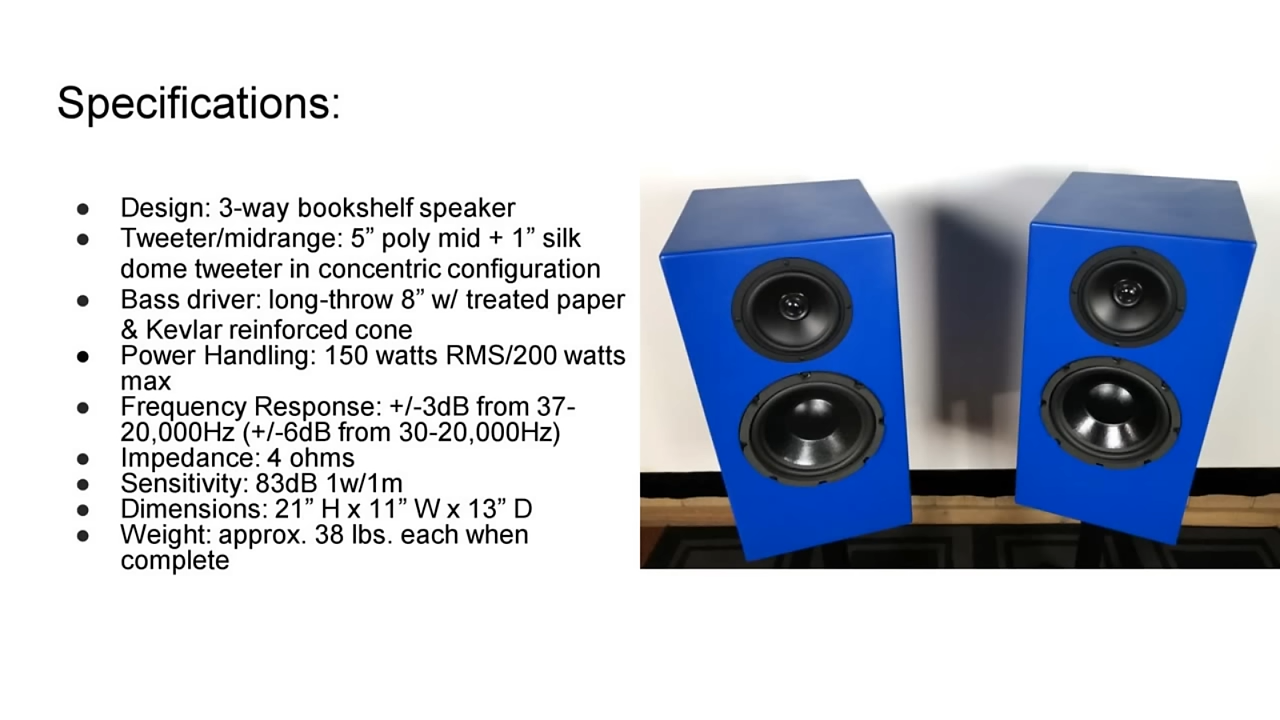 Specifications:
● Design: 3-way bookshelf speaker
● Tweeter/midrange: 5” poly mid + 1” silk
dome tweeter in concentric configuration
● Bass driver: long-throw 8” w/ treated paper
& Kevlar reinforced cone
● Power Handling: 150 watts RMS/200 watts
max
● Frequency Response: +/-3dB from 37-
20,000Hz (+/-6dB from 30-20,000Hz)
● Impedance: 4 ohms
● Sensitivity: 83dB 1w/1m
● Dimensions: 21” H x 11” W x 13” D
● Weight: approx. 38 lbs. each when
complete